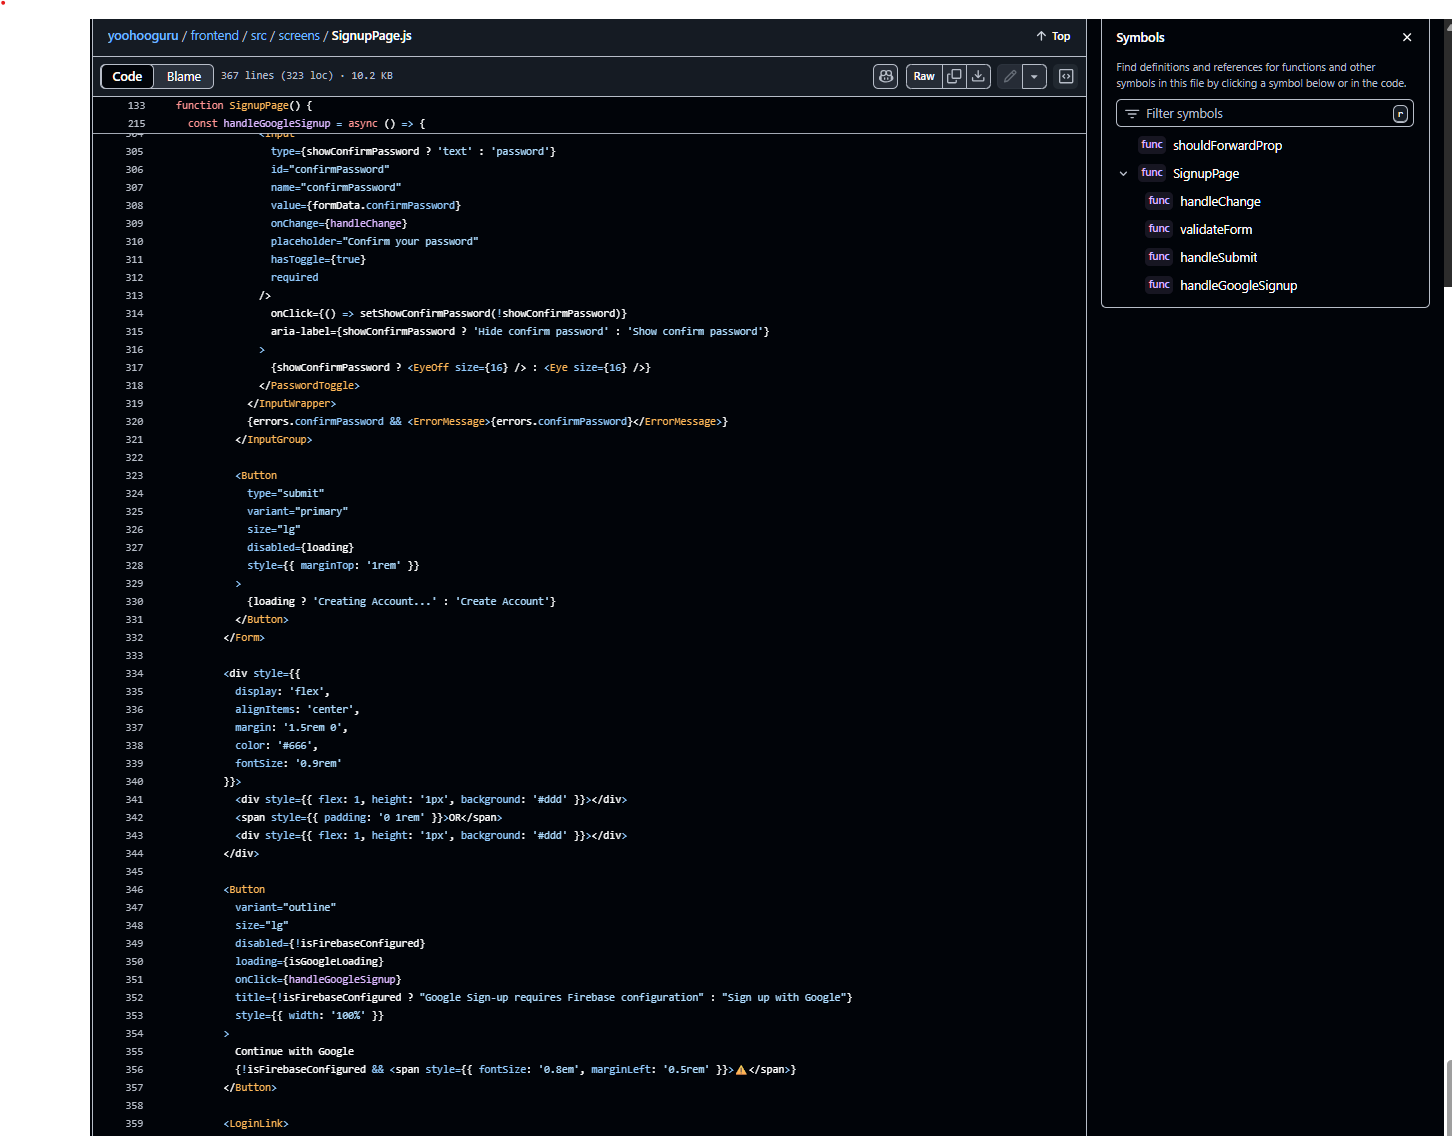 yoohooguru / frontend / src / screens / SignupPage.js
Top
Code Blame 367 lines (323 loc) · 10.2 KB
Raw
133 function SignupPage() {
215 const handleGoogleSignup = async () => {
304 <Input
305 type={showConfirmPassword ? 'text' : 'password'}
306 id="confirmPassword"
307 name="confirmPassword"
308 value={formData.confirmPassword}
309 onChange={handleChange}
310 placeholder="Confirm your password"
311 hasToggle={true}
312 required
313 />
314 onClick={() => setShowConfirmPassword(!showConfirmPassword)}
315 aria-label={showConfirmPassword ? 'Hide confirm password' : 'Show confirm password'}
316 >
317 {showConfirmPassword ? <EyeOff size={16} /> : <Eye size={16} />}
318 </PasswordToggle>
319 </InputWrapper>
320 {errors.confirmPassword && <ErrorMessage>{errors.confirmPassword}</ErrorMessage>}
321 </InputGroup>
322
323 <Button
324 type="submit"
325 variant="primary"
326 size="lg"
327 disabled={loading}
328 style={{ marginTop: '1rem' }}
329 >
330 {loading ? 'Creating Account...' : 'Create Account'}
331 </Button>
332 </Form>
333
334 <div style={{
335 display: 'flex',
336 alignItems: 'center',
337 margin: '1.5rem 0',
338 color: '#666',
339 fontSize: '0.9rem'
340 }}>
341 <div style={{ flex: 1, height: '1px', background: '#ddd' }}></div>
342 <span style={{ padding: '0 1rem' }}>OR</span>
343 <div style={{ flex: 1, height: '1px', background: '#ddd' }}></div>
344 </div>
345
346 <Button
347 variant="outline"
348 size="lg"
349 disabled={!isFirebaseConfigured}
350 loading={isGoogleLoading}
351 onClick={handleGoogleSignup}
352 title={!isFirebaseConfigured ? "Google Sign-up requires Firebase configuration" : "Sign up with Google"}
353 style={{ width: '100%' }}
354 >
355 Continue with Google
356 {!isFirebaseConfigured && <span style={{ fontSize: '0.8em', marginLeft: '0.5rem' }}>⚠️</span>}
357 </Button>
358
359 <LoginLink>
Symbols
Find definitions and references for functions and other
symbols in this file by clicking a symbol below or in the code.
Filter symbols r
func shouldForwardProp
func SignupPage
func handleChange
func validateForm
func handleSubmit
func handleGoogleSignup